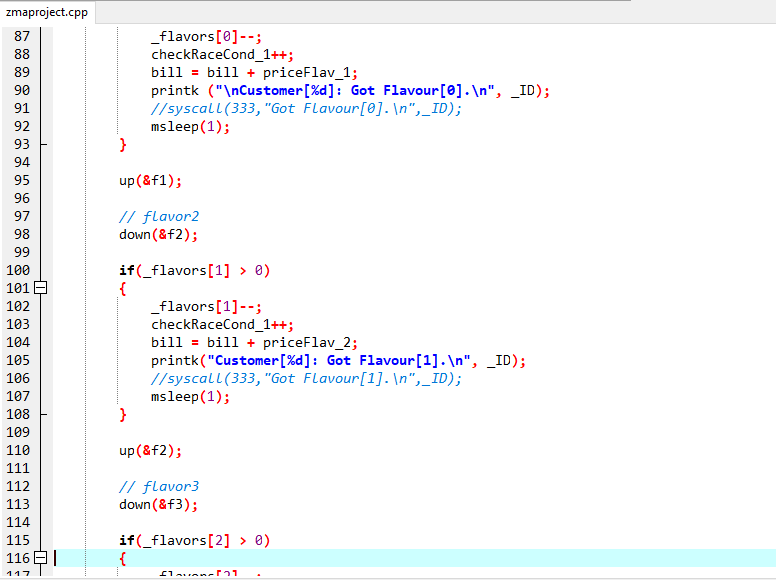 zmaproject.cpp
87 _flavors[0]--;
88 checkRaceCond_1++;
89 bill = bill + priceFlav_1;
90 printk ("\nCustomer[%d]: Got Flavour[0].\n", _ID);
91 //syscall(333,"Got Flavour[0].\n",_ID);
92 msleep(1);
93 }
94
95 up(&f1);
96
97 // flavor2
98 down(&f2);
99
100 if(_flavors[1] > 0)
101 {
102 _flavors[1]--;
103 checkRaceCond_1++;
104 bill = bill + priceFlav_2;
105 printk("Customer[%d]: Got Flavour[1].\n", _ID);
106 //syscall(333,"Got Flavour[1].\n",_ID);
107 msleep(1);
108 }
109
110 up(&f2);
111
112 // flavor3
113 down(&f3);
114
115 if(_flavors[2] > 0)
116 {
117 _flavors[2]--;